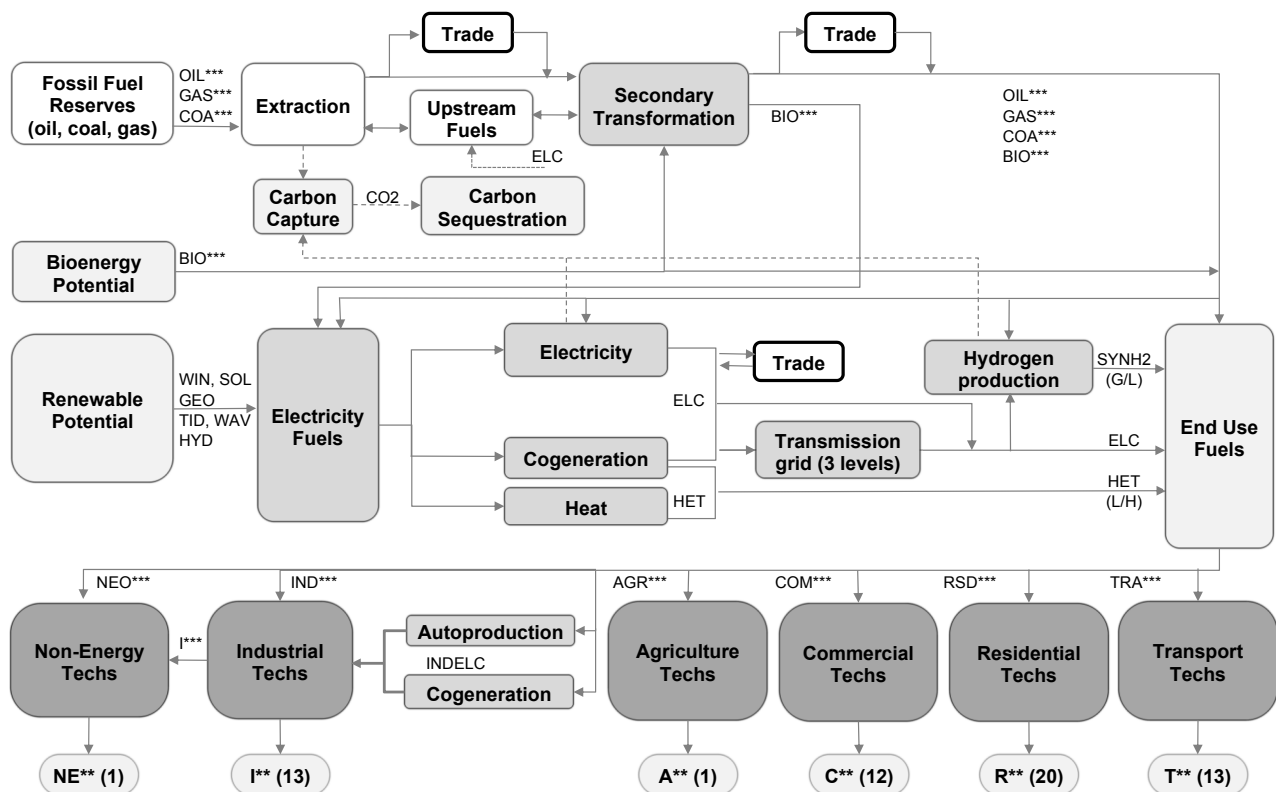 Trade
Trade
Fossil Fuel
Reserves
(oil, coal, gas)
OIL***
GAS***
COA***
Extraction
Upstream
Fuels
ELC
Secondary
Transformation
BIO***
OIL***
GAS***
COA***
BIO***
Carbon
Capture
CO2
Carbon
Sequestration
Bioenergy
Potential
BIO***
Renewable
Potential
WIN, SOL
GEO
TID, WAV
HYD
Electricity
Fuels
Electricity
Trade
ELC
Cogeneration
Heat
HET
Transmission
grid (3 levels)
Hydrogen
production
SYNH2
(G/L)
ELC
HET
(L/H)
End Use
Fuels
NEO***
IND***
AGR***
COM***
RSD***
TRA***
Non-Energy
Techs
I***
Industrial
Techs
Autoproduction
INDELC
Cogeneration
Agriculture
Techs
Commercial
Techs
Residential
Techs
Transport
Techs
NE** (1)
I** (13)
A** (1)
C** (12)
R** (20)
T** (13)